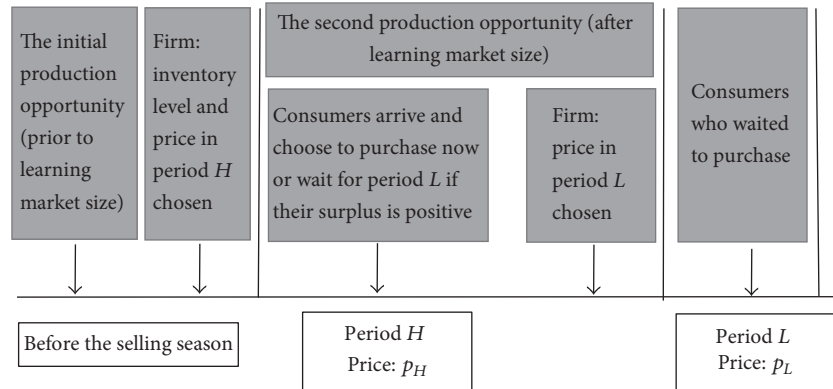 The initial
production
opportunity
(prior to
learning
market size)
Firm:
inventory
level and
price in
period H
chosen
The second production opportunity (after
learning market size)
Consumers arrive and
choose to purchase now
or wait for period L if
their surplus is positive
Firm:
price in
period L
chosen
Consumers
who waited
to purchase
Before the selling season
Period H
Price: p_H
Period L
Price: p_L